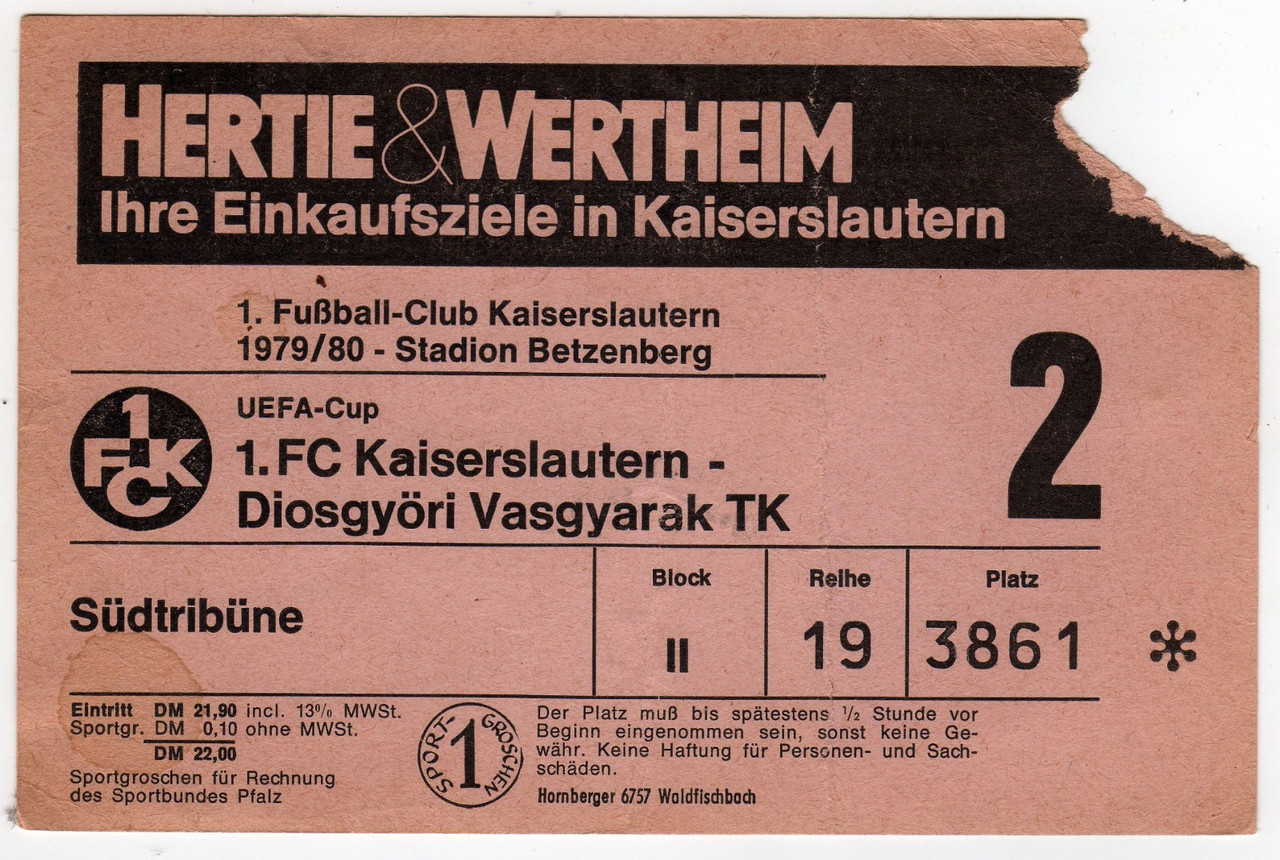 HERTIE & WERTHEIM
Ihre Einkaufsziele in Kaiserslautern
1. Fußball-Club Kaiserslautern
1979/80 - Stadion Betzenberg
2
1
FCK
UEFA-Cup
1. FC Kaiserslautern -
Diosgyöri Vasgyarak TK
Südtribüne
Block
II
Reihe
19
Platz
3861
*
Eintritt DM 21,90 incl. 13% MWSt.
Sportgr. DM 0,10 ohne MWSt.
DM 22,00
Sportgroschen für Rechnung
des Sportbundes Pfalz
SPORT-GROSCHEN
1
Der Platz muß bis spätestens ½ Stunde vor
Beginn eingenommen sein, sonst keine Ge-
währ. Keine Haftung für Personen- und Sach-
schäden.
Hornberger 6757 Waldfischbach